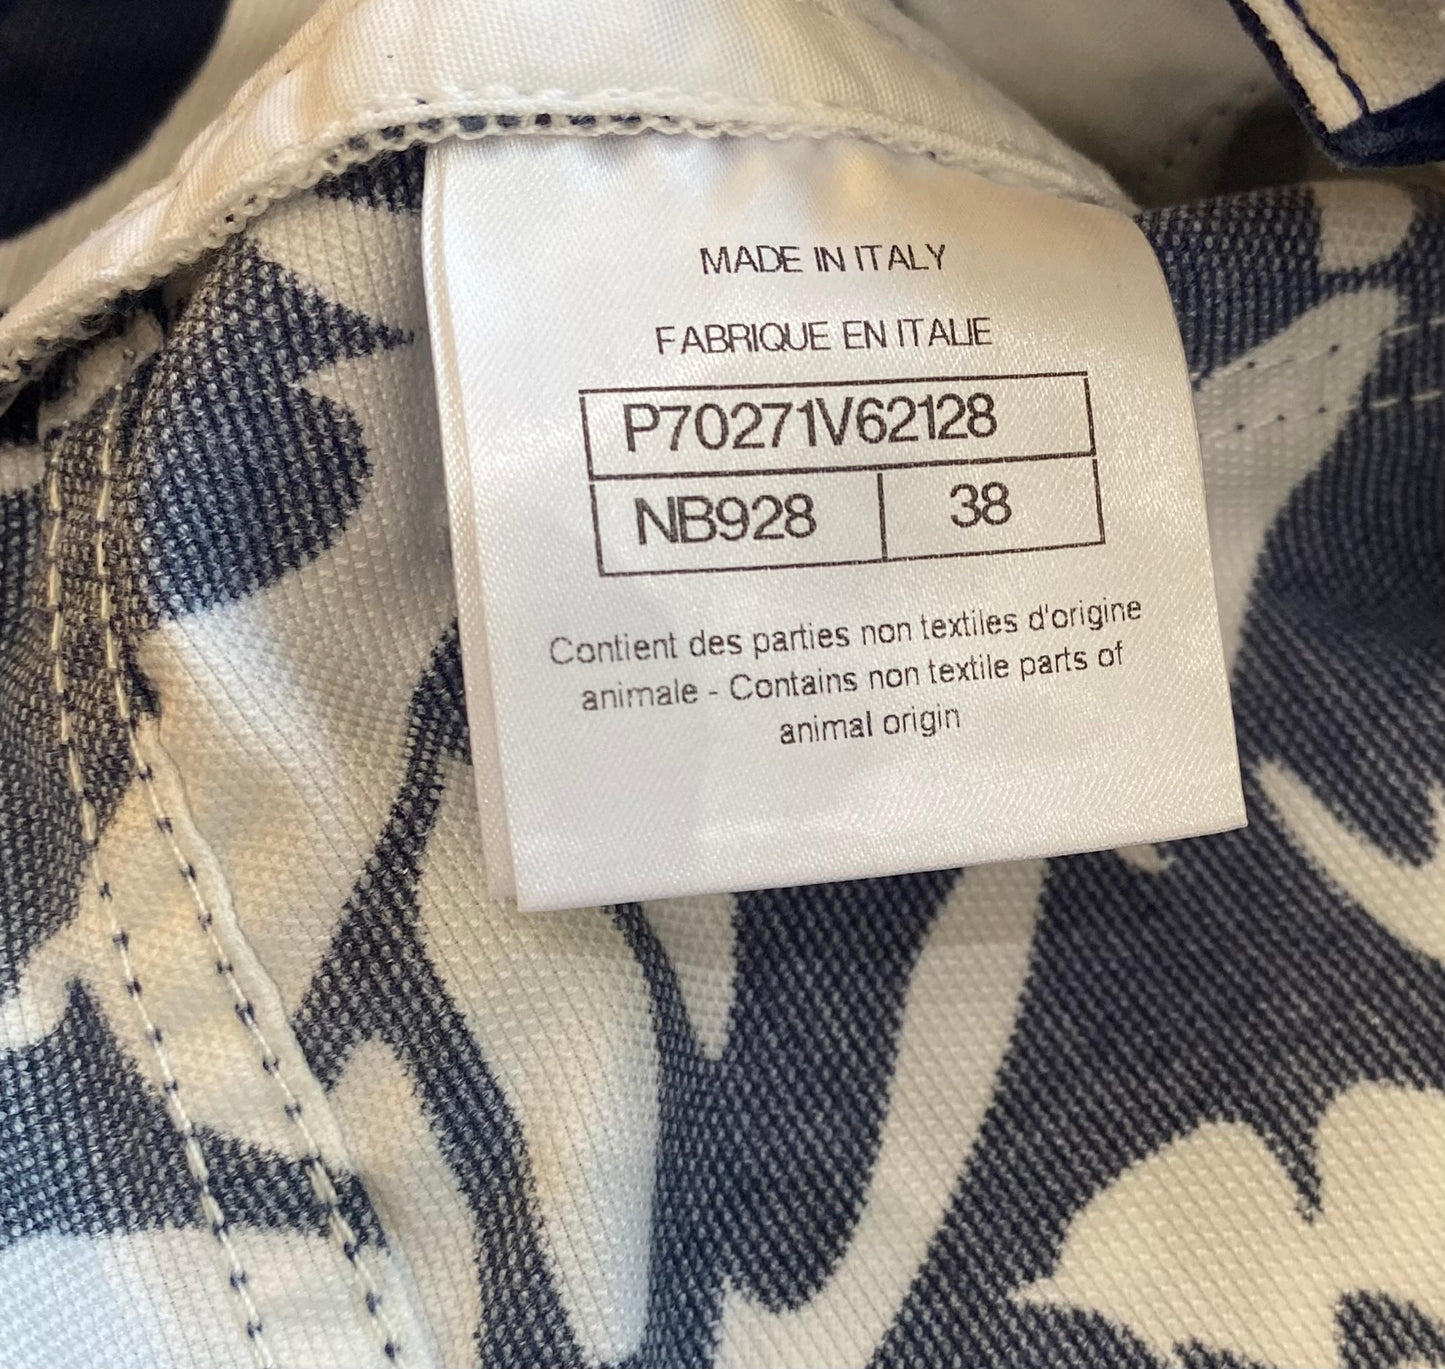 MADE IN ITALY
FABRIQUE EN ITALIE
P70271V62128
NB928 38
Contient des parties non textiles d'origine
animale - Contains non textile parts of
animal origin